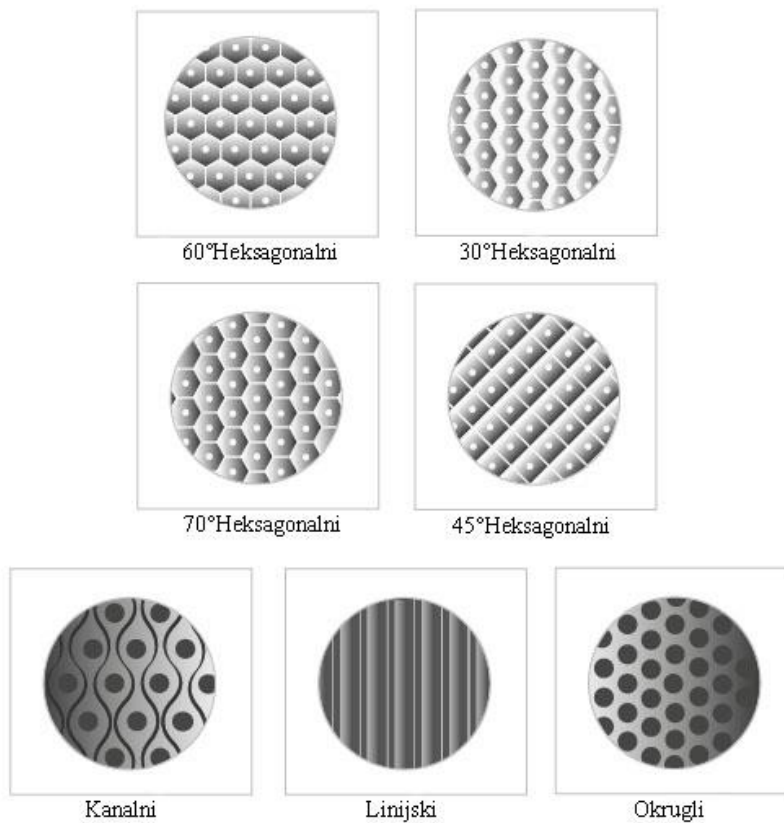 60°Heksagonalni
30°Heksagonalni
70°Heksagonalni
45°Heksagonalni
Kanalni
Linijski
Okrugli